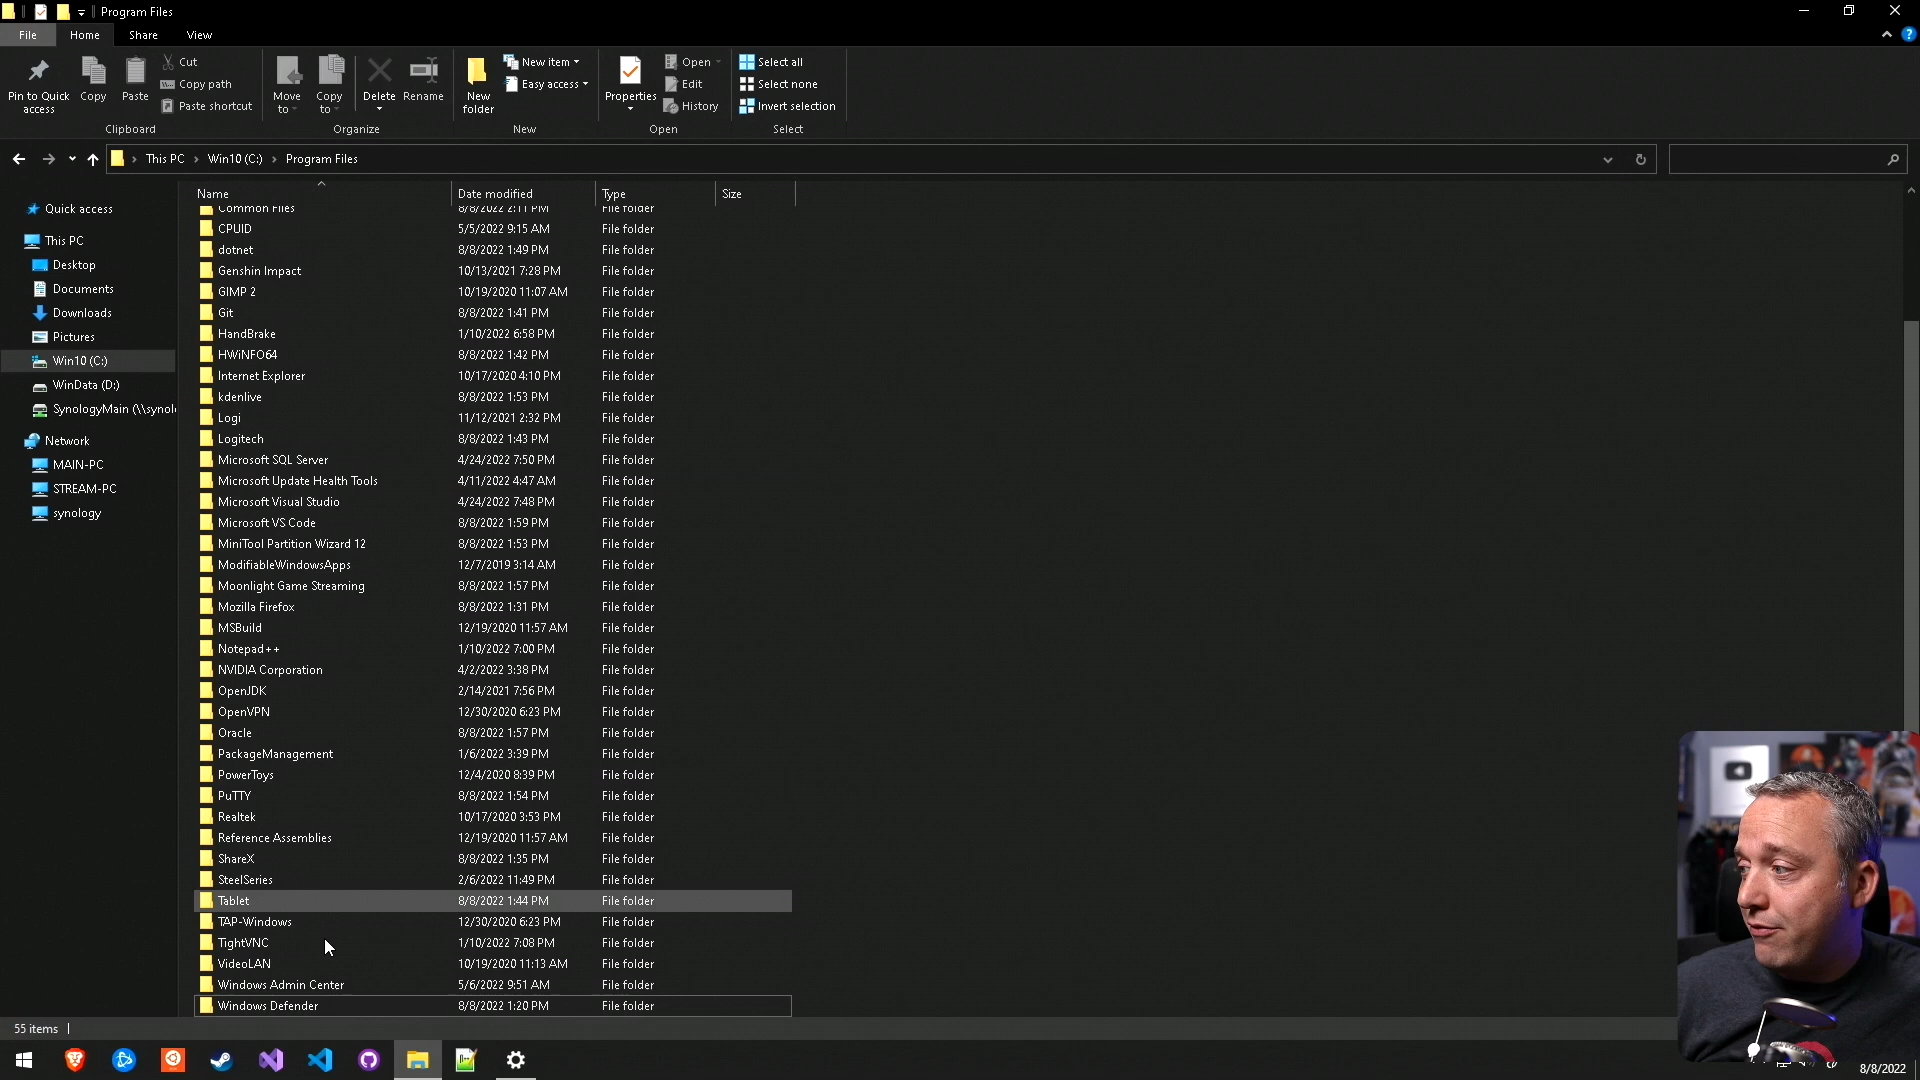 Program Files
File Home Share View
Pin to Quick access
Copy
Paste
Cut
Copy path
Paste shortcut
Clipboard
Move to
Copy to
Delete
Rename
Organize
New folder
New item
Easy access
New
Properties
Open
Edit
History
Open
Select all
Select none
Invert selection
Select
This PC › Win10 (C:) › Program Files
Quick access
This PC
Desktop
Documents
Downloads
Pictures
Win10 (C:)
WinData (D:)
SynologyMain (\\synol
Network
MAIN-PC
STREAM-PC
synology
Name Date modified Type Size
Common Files 8/8/2022 2:11 PM File folder
CPUID 5/5/2022 9:15 AM File folder
dotnet 8/8/2022 1:49 PM File folder
Genshin Impact 10/13/2021 7:28 PM File folder
GIMP 2 10/19/2020 11:07 AM File folder
Git 8/8/2022 1:41 PM File folder
HandBrake 1/10/2022 6:58 PM File folder
HWiNFO64 8/8/2022 1:42 PM File folder
Internet Explorer 10/17/2020 4:10 PM File folder
kdenlive 8/8/2022 1:53 PM File folder
Logi 11/12/2021 2:32 PM File folder
Logitech 8/8/2022 1:43 PM File folder
Microsoft SQL Server 4/24/2022 7:50 PM File folder
Microsoft Update Health Tools 4/11/2022 4:47 AM File folder
Microsoft Visual Studio 4/24/2022 7:48 PM File folder
Microsoft VS Code 8/8/2022 1:59 PM File folder
MiniTool Partition Wizard 12 8/8/2022 1:53 PM File folder
ModifiableWindowsApps 12/7/2019 3:14 AM File folder
Moonlight Game Streaming 8/8/2022 1:57 PM File folder
Mozilla Firefox 8/8/2022 1:31 PM File folder
MSBuild 12/19/2020 11:57 AM File folder
Notepad++ 1/10/2022 7:00 PM File folder
NVIDIA Corporation 4/2/2022 3:38 PM File folder
OpenJDK 2/14/2021 7:56 PM File folder
OpenVPN 12/30/2020 6:23 PM File folder
Oracle 8/8/2022 1:57 PM File folder
PackageManagement 1/6/2022 3:39 PM File folder
PowerToys 12/4/2020 8:39 PM File folder
PuTTY 8/8/2022 1:54 PM File folder
Realtek 10/17/2020 3:53 PM File folder
Reference Assemblies 12/19/2020 11:57 AM File folder
ShareX 8/8/2022 1:35 PM File folder
SteelSeries 2/6/2022 11:49 PM File folder
Tablet 8/8/2022 1:44 PM File folder
TAP-Windows 12/30/2020 6:23 PM File folder
TightVNC 1/10/2022 7:08 PM File folder
VideoLAN 10/19/2020 11:13 AM File folder
Windows Admin Center 5/6/2022 9:51 AM File folder
Windows Defender 8/8/2022 1:20 PM File folder
55 items
8/8/2022